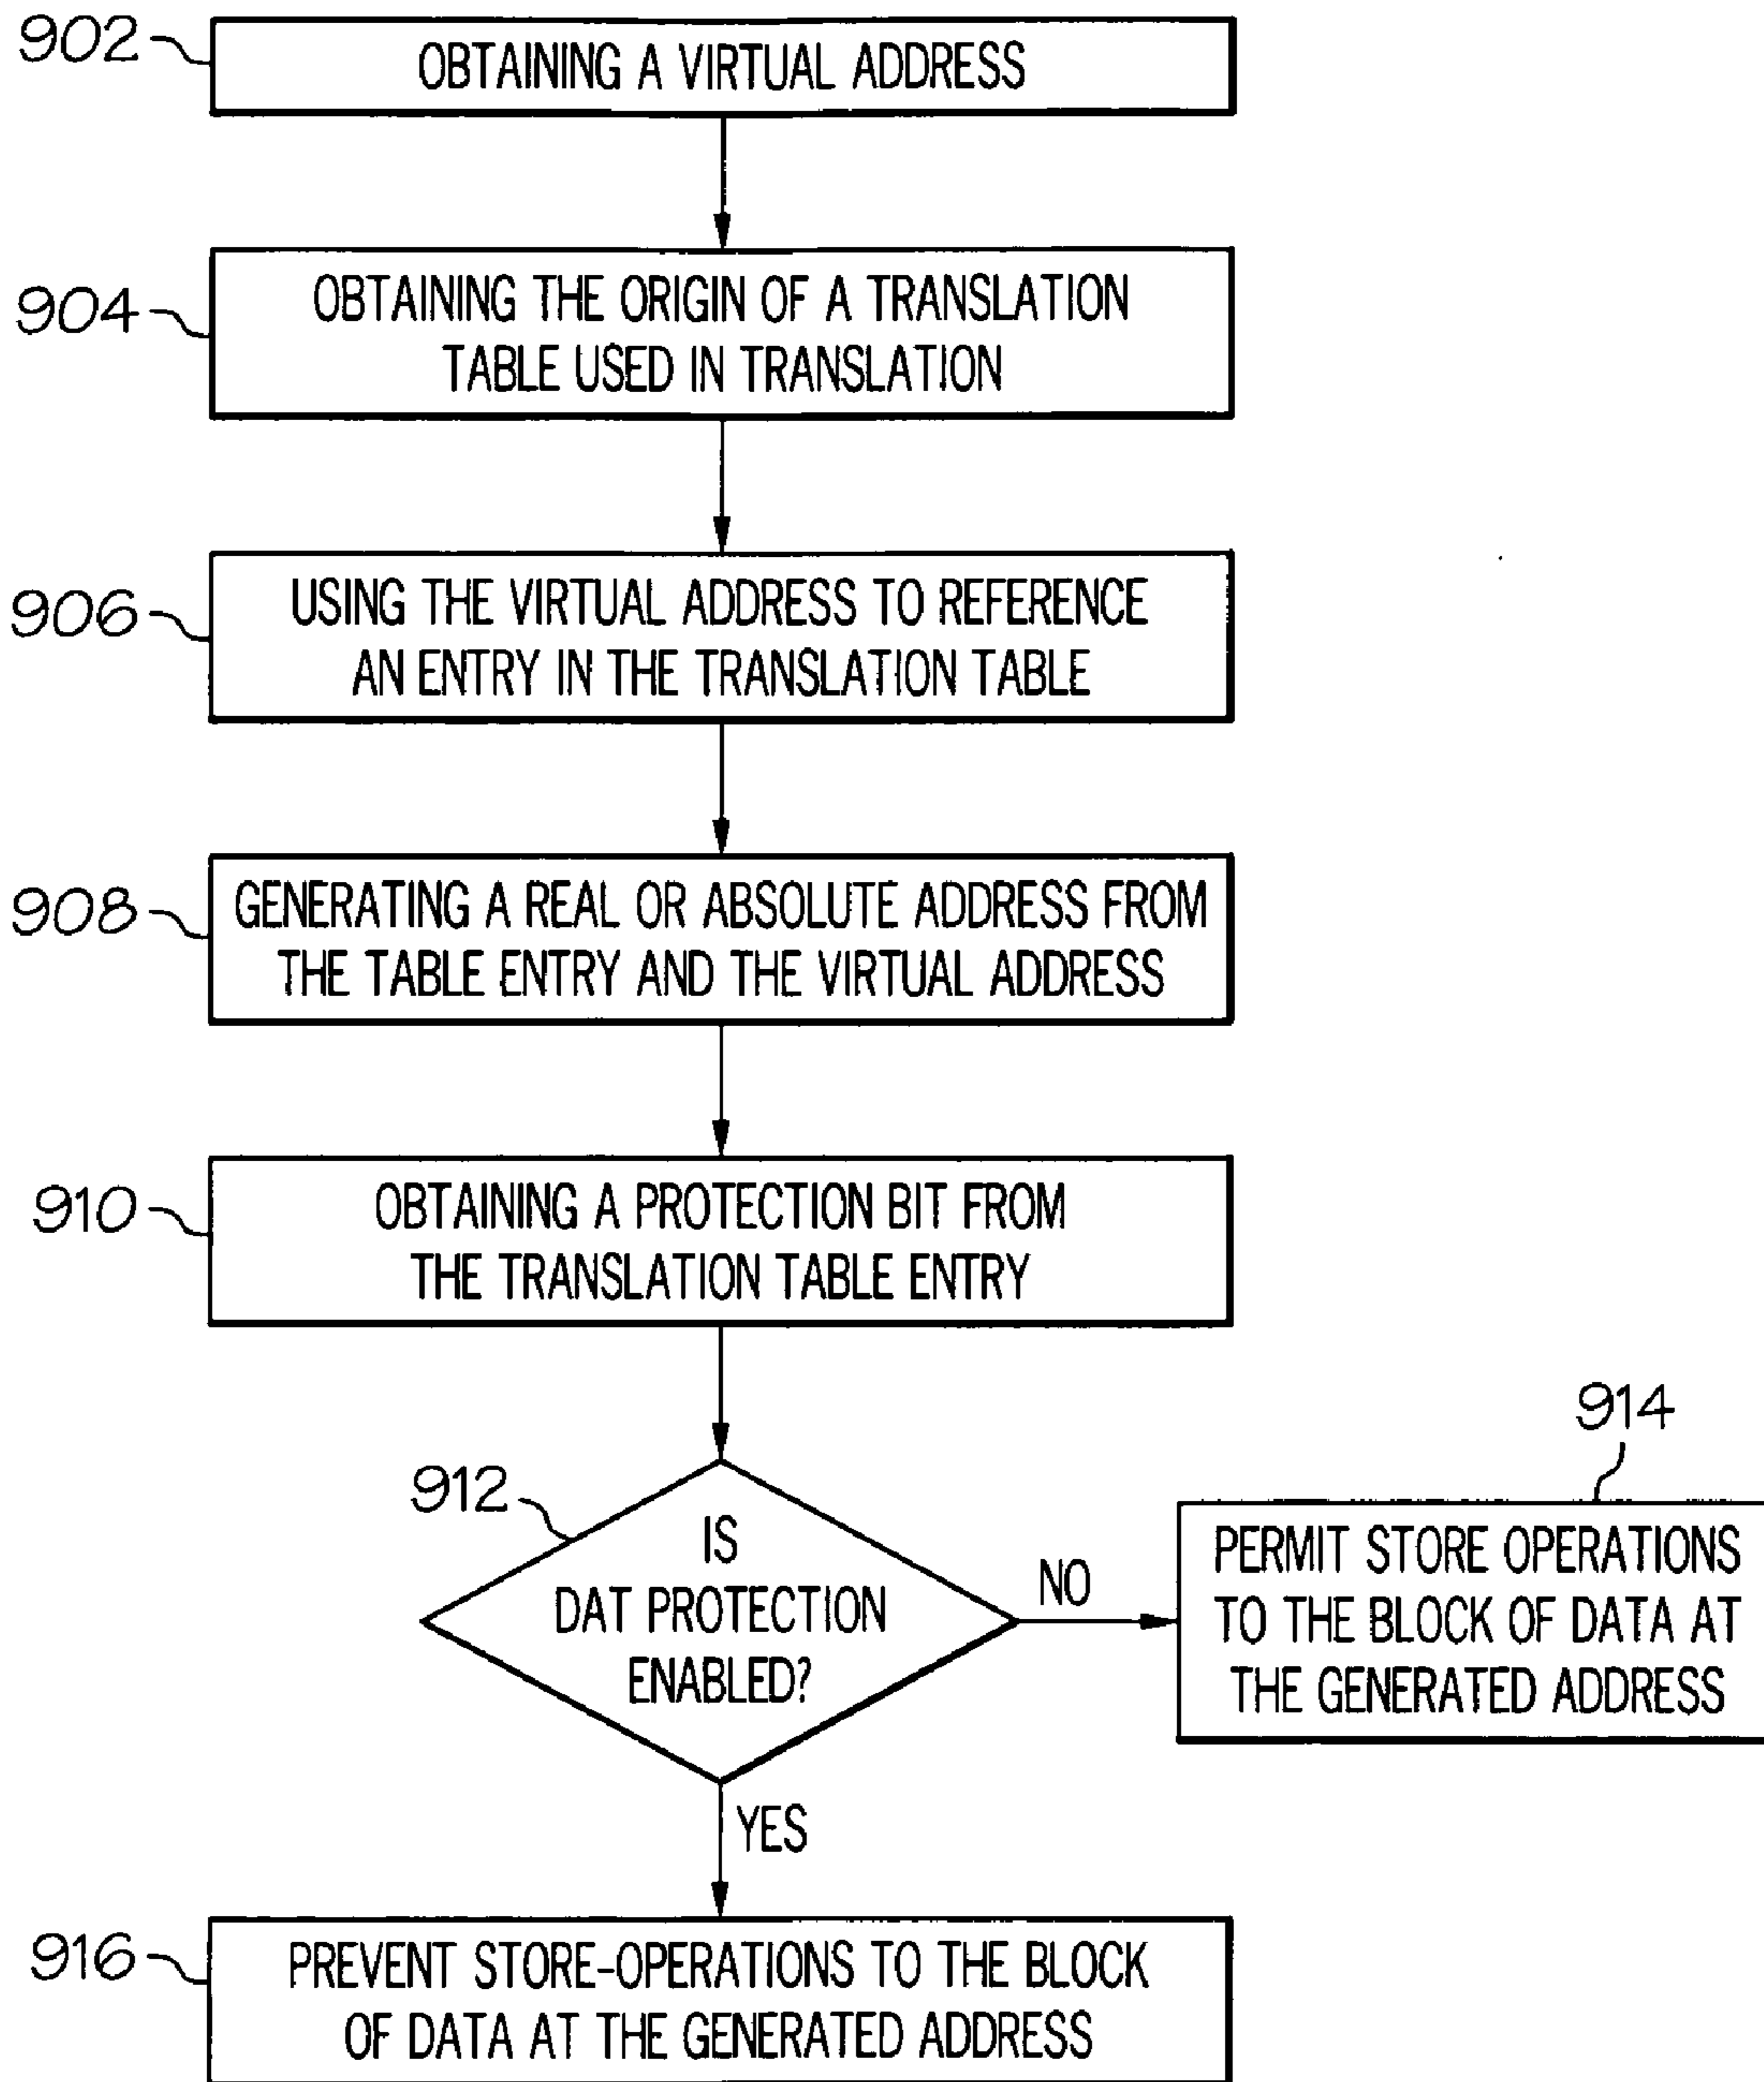 902
OBTAINING A VIRTUAL ADDRESS
904
OBTAINING THE ORIGIN OF A TRANSLATION
TABLE USED IN TRANSLATION
906
USING THE VIRTUAL ADDRESS TO REFERENCE
AN ENTRY IN THE TRANSLATION TABLE
908
GENERATING A REAL OR ABSOLUTE ADDRESS FROM
THE TABLE ENTRY AND THE VIRTUAL ADDRESS
910
OBTAINING A PROTECTION BIT FROM
THE TRANSLATION TABLE ENTRY
912
IS
DAT PROTECTION
ENABLED?
NO
914
PERMIT STORE OPERATIONS
TO THE BLOCK OF DATA AT
THE GENERATED ADDRESS
YES
916
PREVENT STORE-OPERATIONS TO THE BLOCK
OF DATA AT THE GENERATED ADDRESS